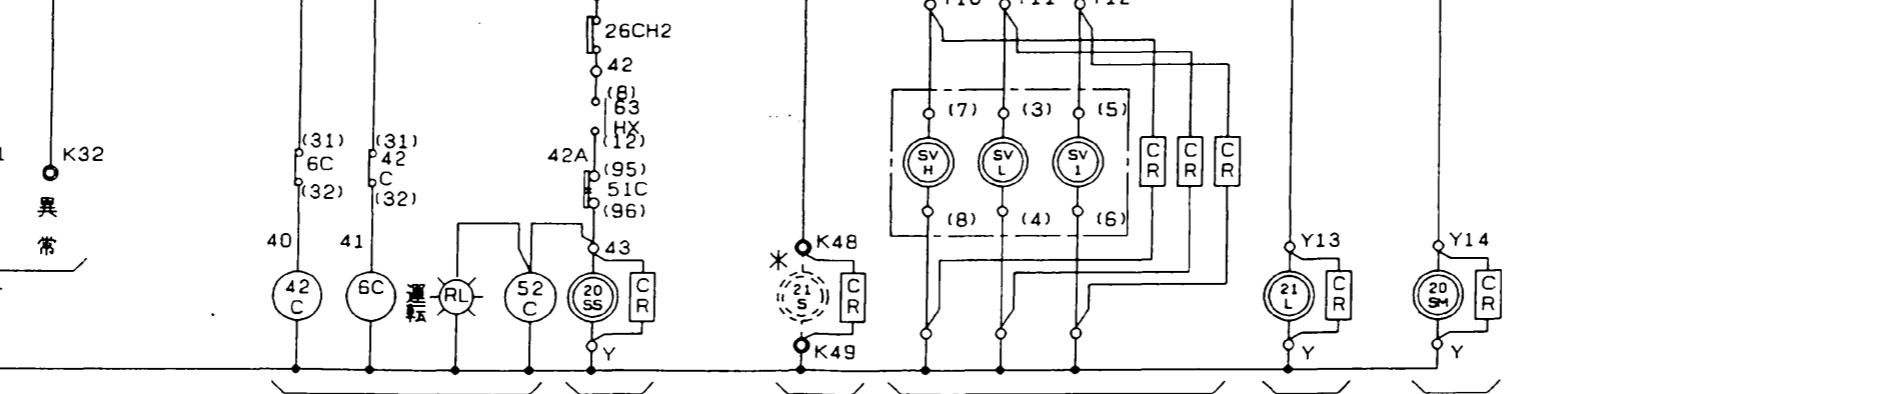 26CH2
42
(8)
63
HX
(12)
42A
(95)
51C
(96)
43
K32
異
常
(31)
6C
(32)
40
42
C
(31)
42
C
(32)
41
6C
運
転
RL
52
C
20
SS
C
R
Y
K48
*
21
S
C
R
K49
Y11
(7)
(3)
(5)
SV
H
SV
L
SV
1
C
R
C
R
C
R
(8)
(4)
(6)
Y13
21
L
C
R
Y
Y14
20
SM
C
R
Y